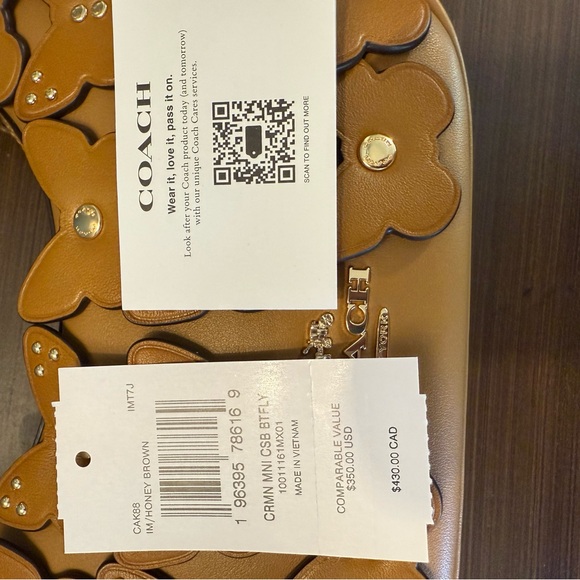 COACH
Wear it, love it, pass it on.
Look after your Coach product today (and tomorrow)
with our unique Coach Cares services.
SCAN TO FIND OUT MORE
COACH
CAK88
IM/HONEY BROWN
IMT7J
1 96395 78616 9
CRMN MNI CSB BTFLY
10011161MX01
MADE IN VIETNAM
COMPARABLE VALUE
$350.00 USD
$430.00 CAD